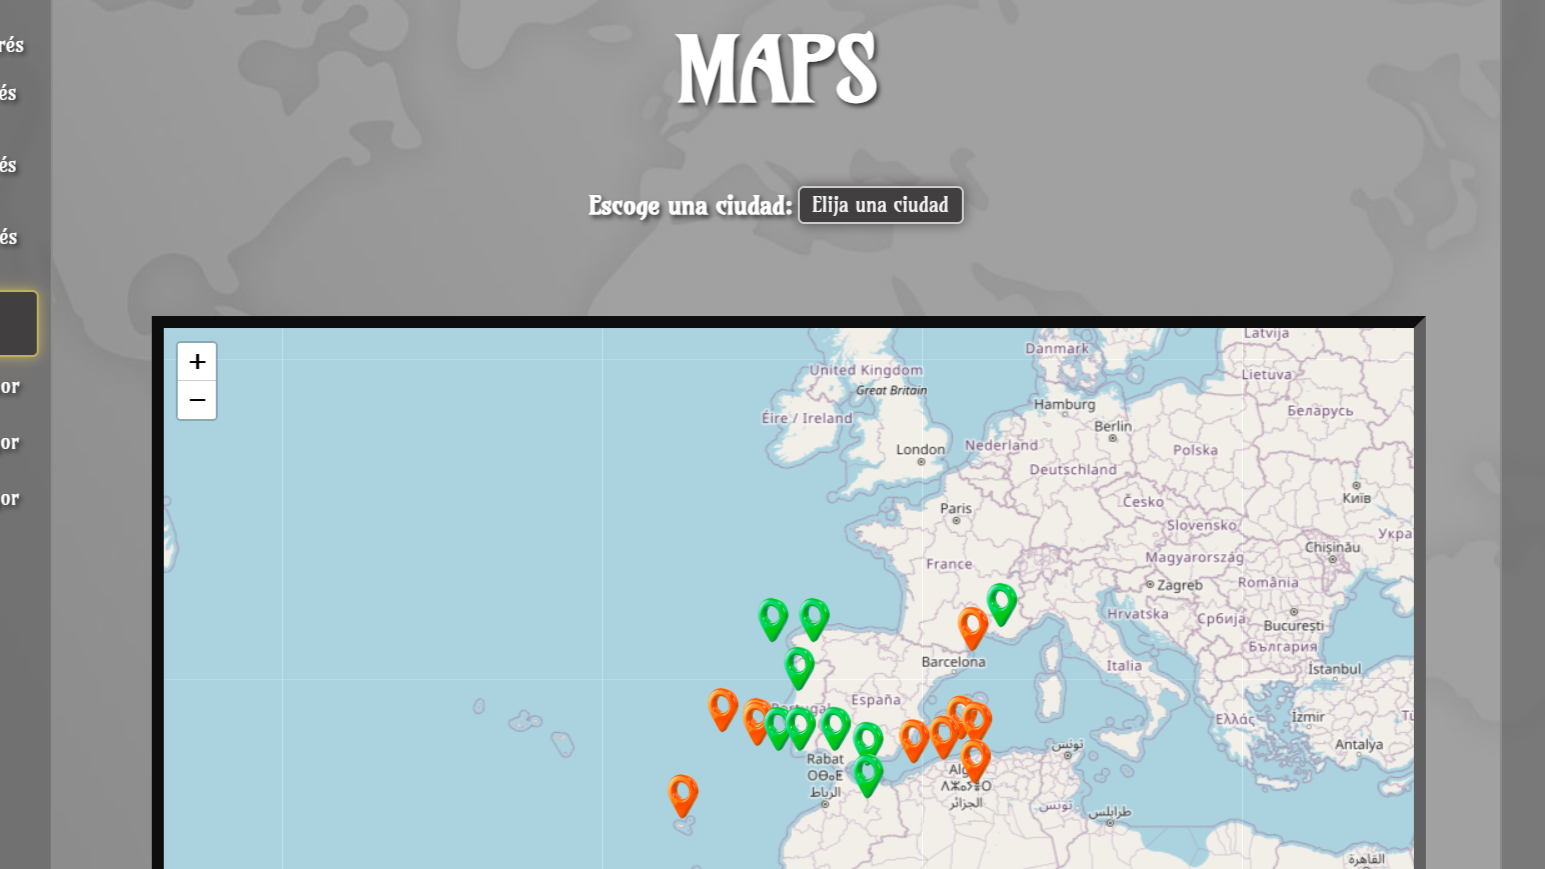 rés
és
és
és
or
or
or
MAPS
Escoge una ciudad: Elija una ciudad
+
−
Latvija
Danmark
United Kingdom
Lietuva
Great Britain
Hamburg
Беларусь
Éire / Ireland
Berlin
London
Nederland
Polska
Deutschland
Київ
Česko
Paris
Slovensko
Укра
Chișinău
France
Magyarország
Zagreb
România
Hrvatska
Србија
București
България
Barcelona
Italia
İstanbul
España
Portugal
Ελλάς
İzmir
Antalya
Rabat
ⵔⴱⴰⵟ
الرباط
تونس
الجزائر
تونس
طرابلس
القاهرة